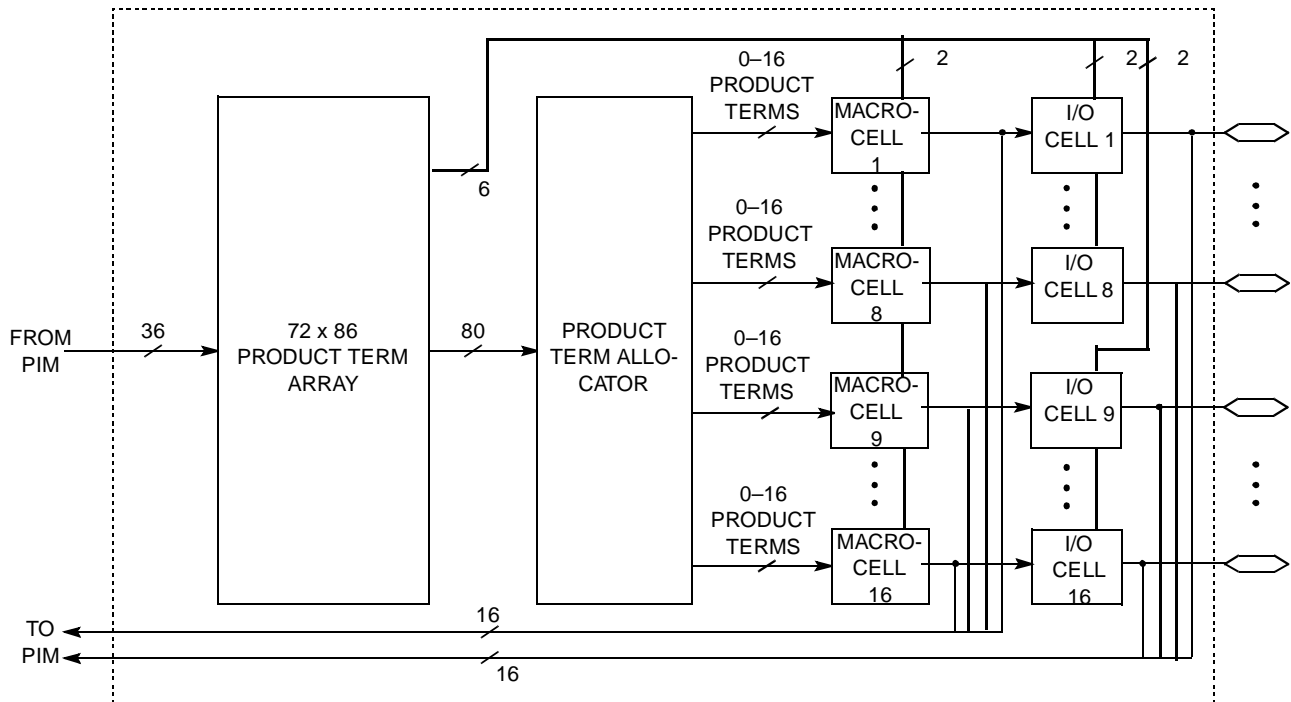 0–16
PRODUCT
TERMS
2
2
2
MACRO-
CELL
1
I/O
CELL 1
6
0–16
PRODUCT
TERMS
MACRO-
CELL
8
I/O
CELL 8
FROM
PIM
36
72 x 86
PRODUCT TERM
ARRAY
80
PRODUCT
TERM ALLO-
CATOR
0–16
PRODUCT
TERMS
MACRO-
CELL
9
I/O
CELL 9
0–16
PRODUCT
TERMS
MACRO-
CELL
16
I/O
CELL
16
TO
PIM
16
16